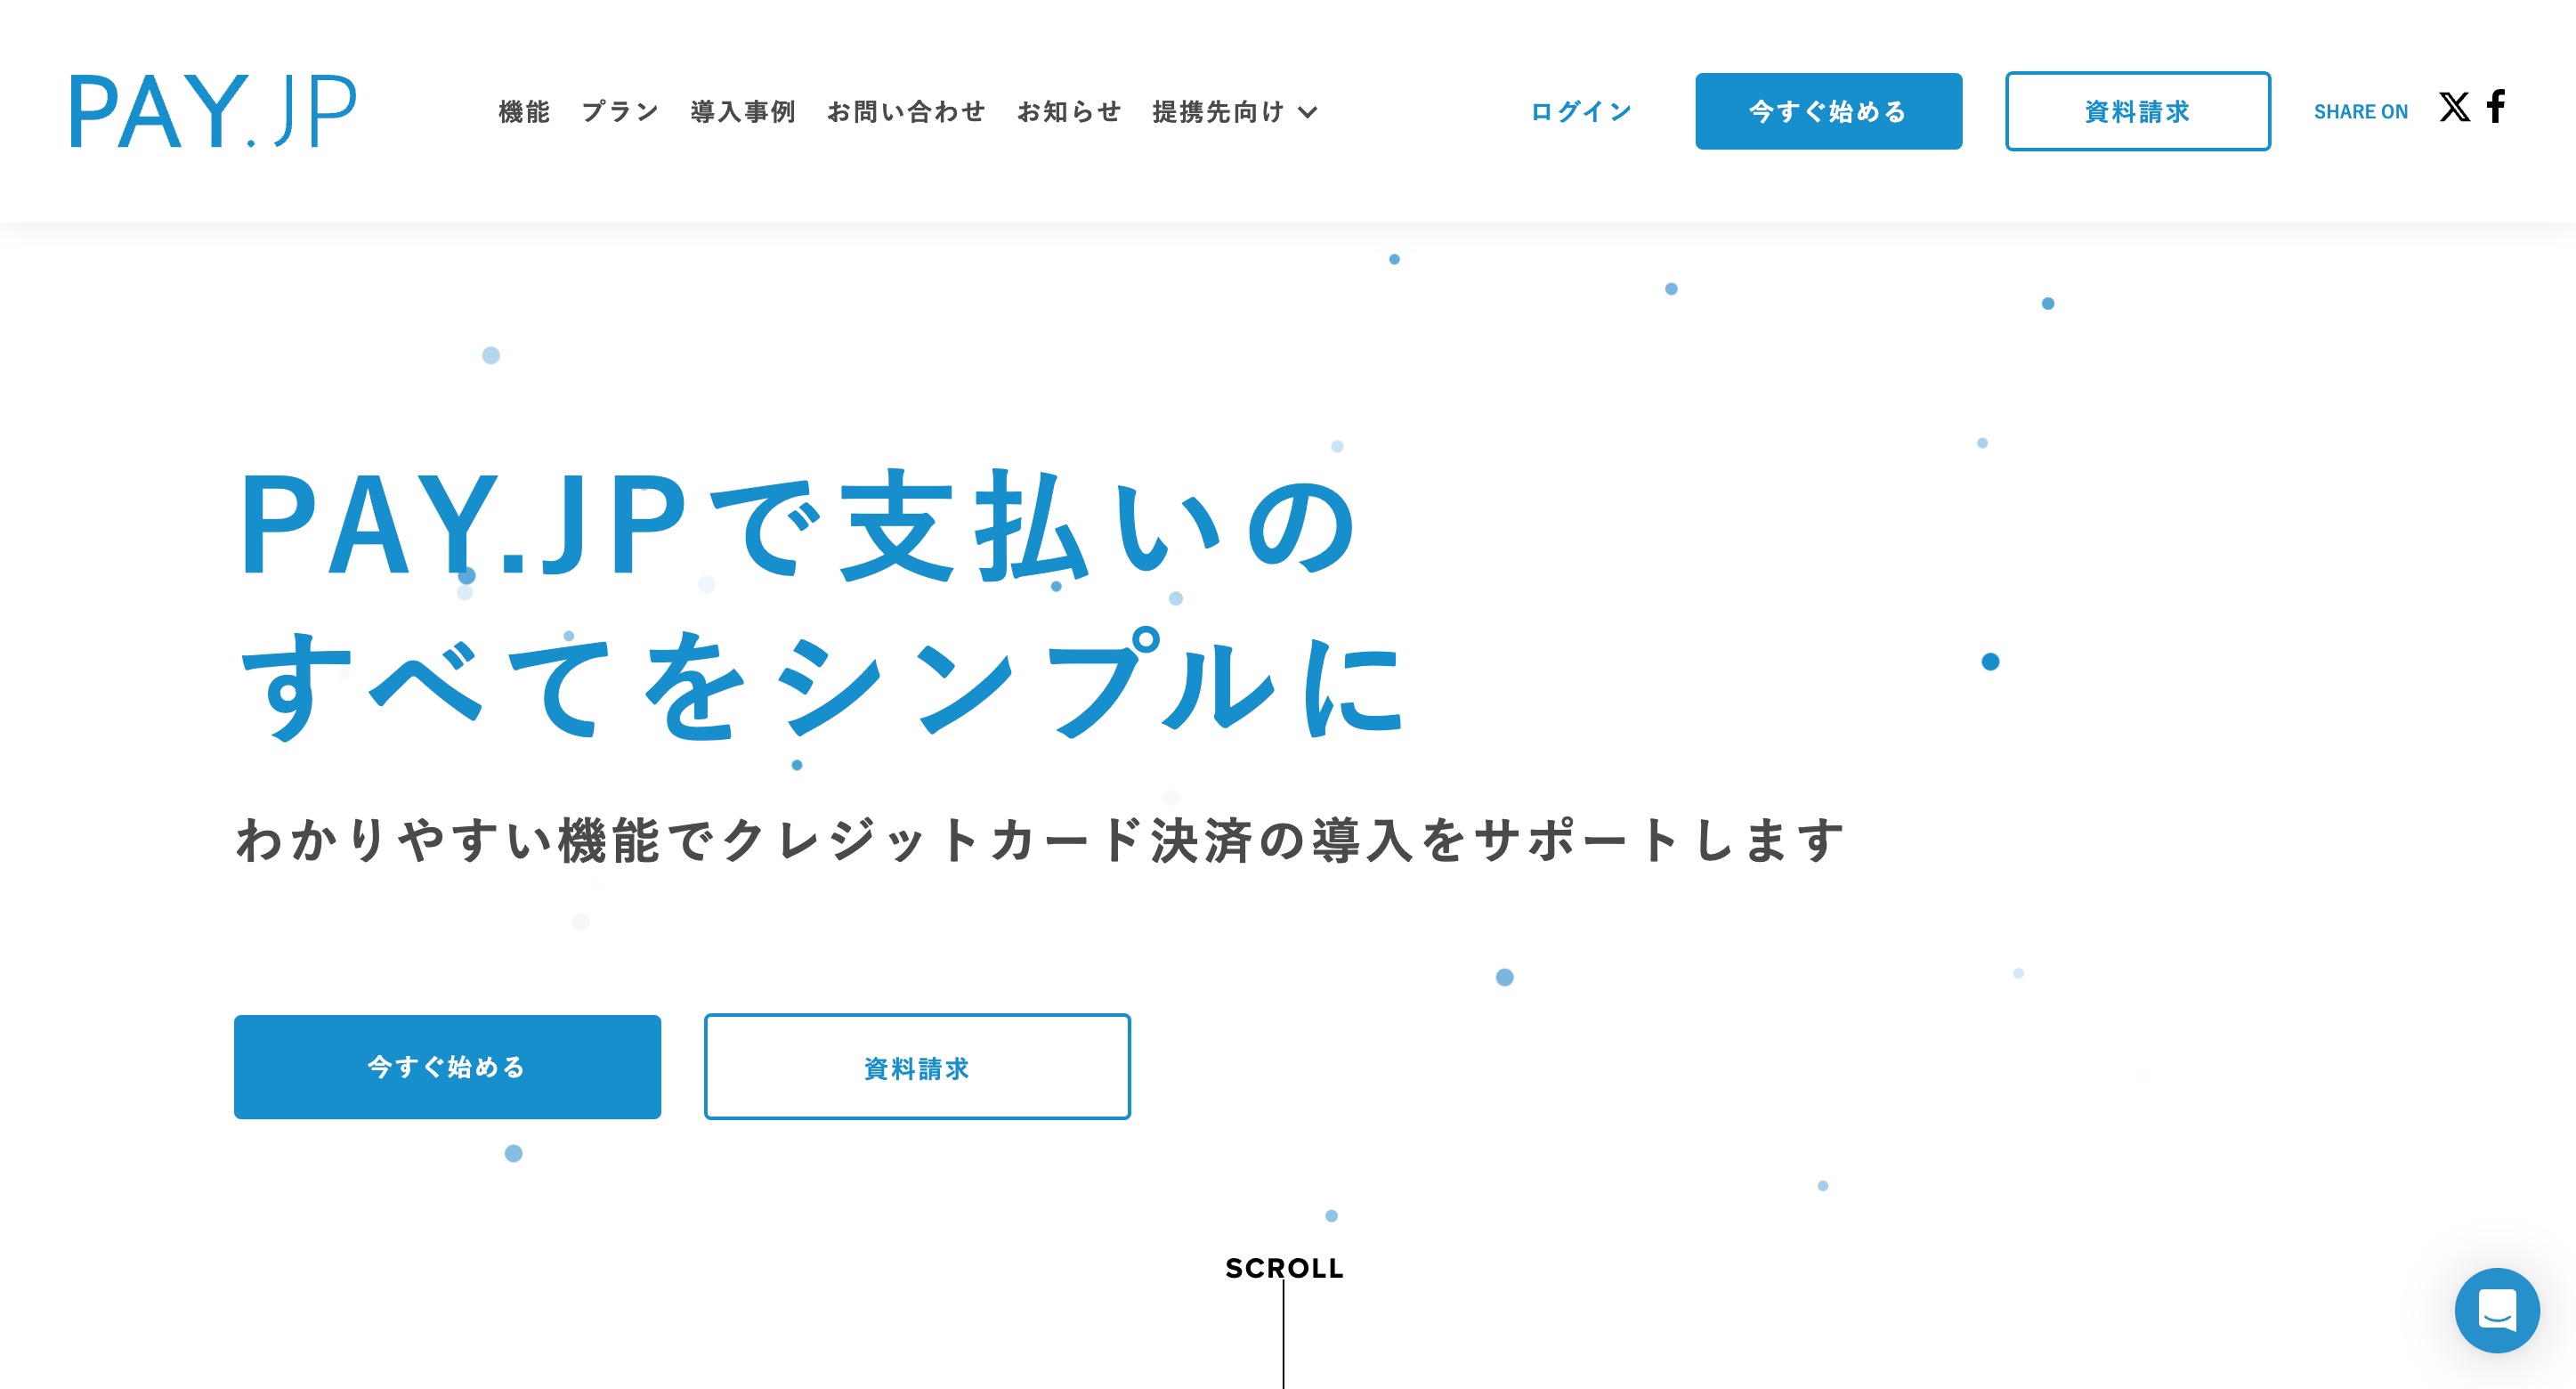 PAY.JP
機能 プラン 導入事例 お問い合わせ お知らせ 提携先向け
ログイン
今すぐ始める
資料請求
SHARE ON
PAY.JPで支払いの
すべてをシンプルに
わかりやすい機能でクレジットカード決済の導入をサポートします
今すぐ始める
資料請求
SCROLL